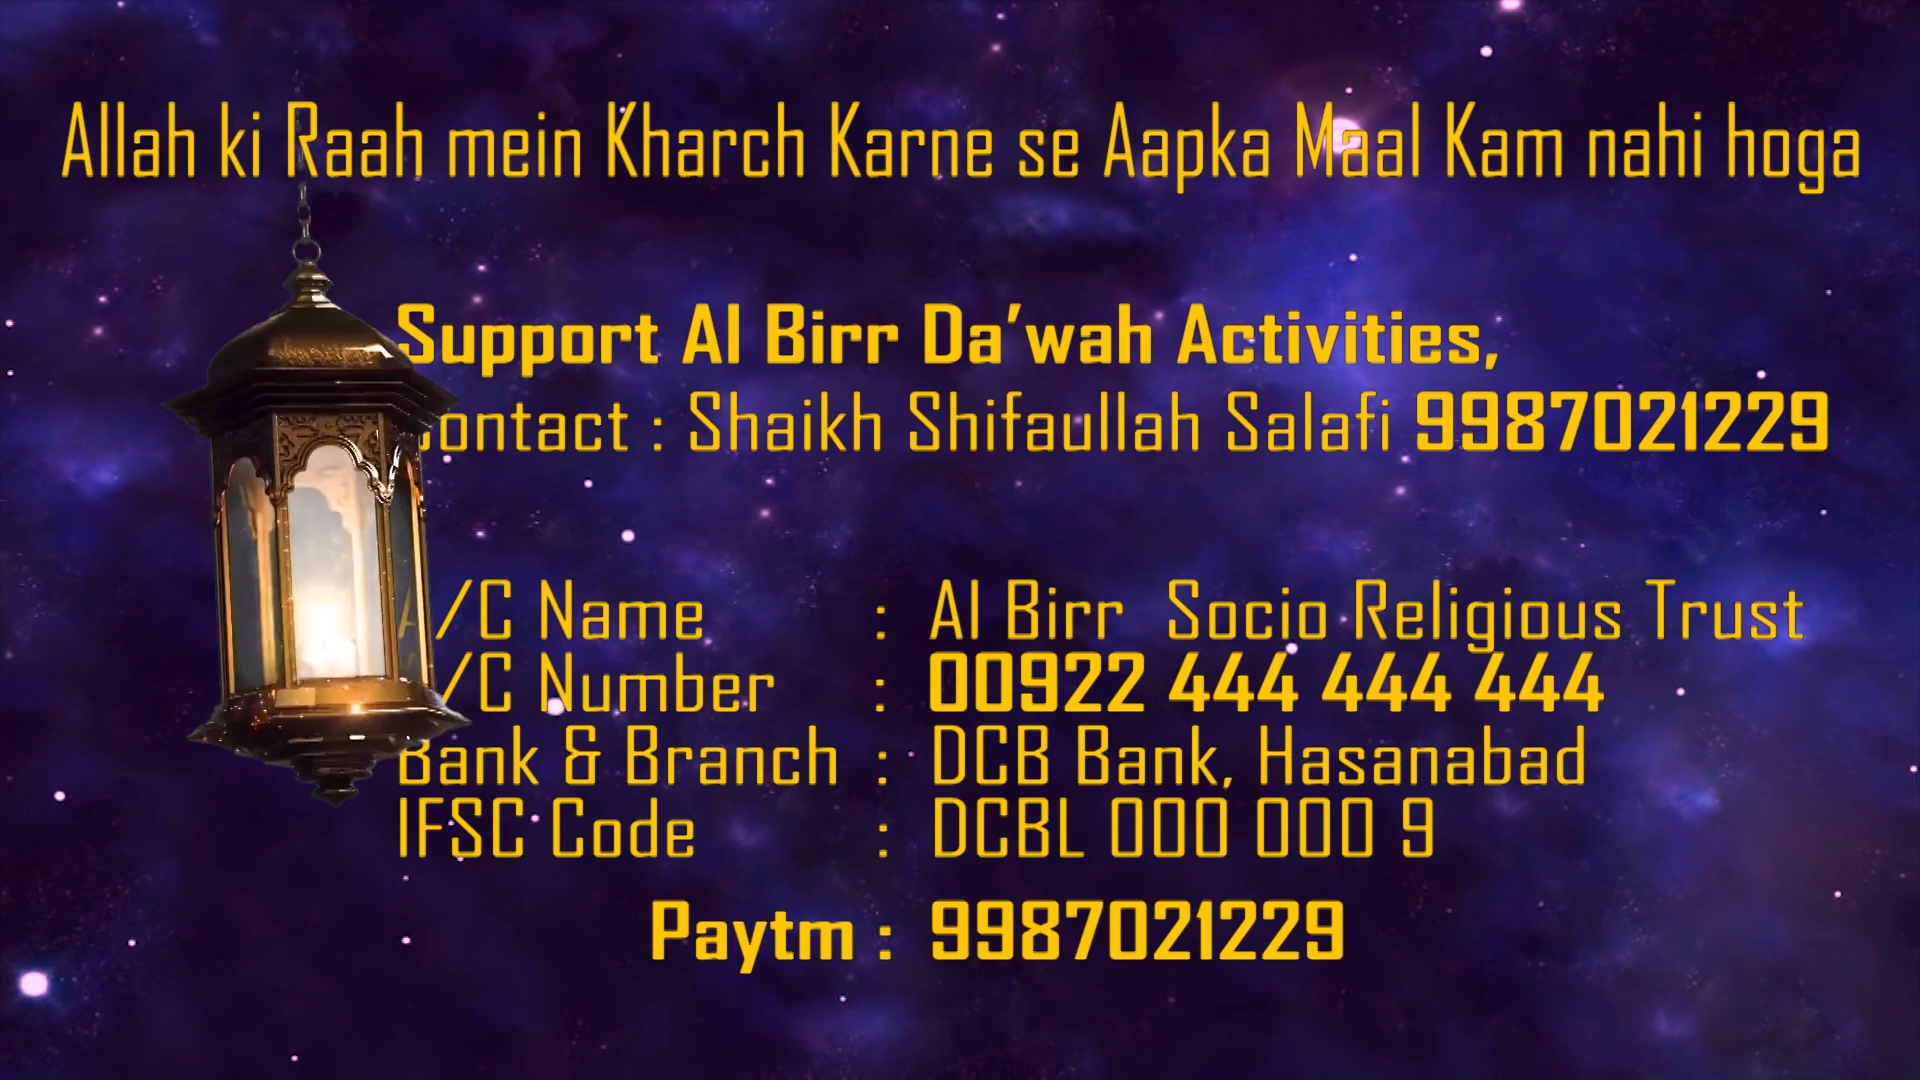 Allah ki Raah mein Kharch Karne se Aapka Maal Kam nahi hoga
Support Al Birr Da’wah Activities,
Contact : Shaikh Shifaullah Salafi 9987021229
A/C Name : Al Birr Socio Religious Trust
A/C Number : 00922 444 444 444
Bank & Branch : DCB Bank, Hasanabad
IFSC Code : DCBL 000 000 9
Paytm : 9987021229